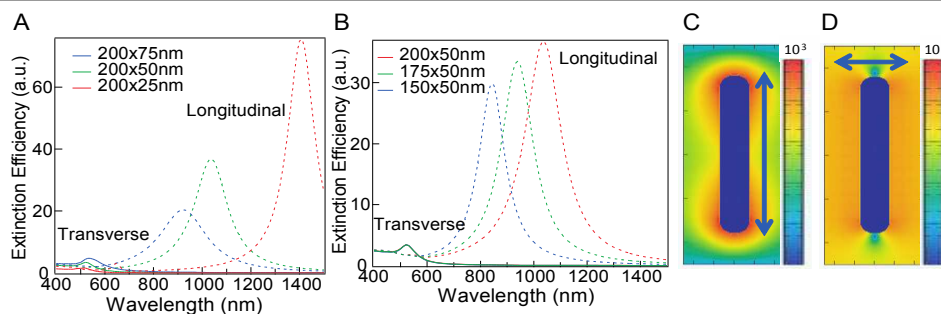 A
Extinction Efficiency (a.u.)
60
40
20
0
200x75nm
200x50nm
200x25nm
Longitudinal
Transverse
400 600 800 1000 1200 1400
Wavelength (nm)
B
Extinction Efficiency (a.u.)
30
20
10
0
200x50nm
175x50nm
150x50nm
Longitudinal
Transverse
400 600 800 1000 1200 1400
Wavelength (nm)
C
10³
D
10